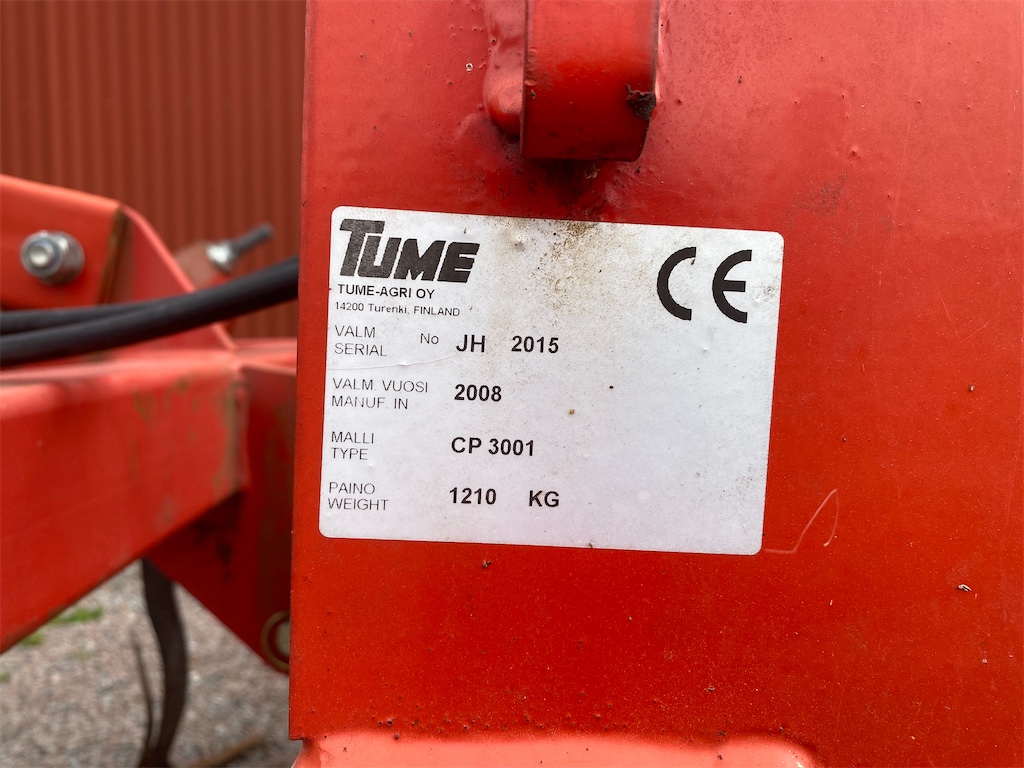 TUME
TUME-AGRI OY
14200 Turenki, FINLAND
CE
VALM No JH 2015
SERIAL
VALM. VUOSI 2008
MANUF. IN
MALLI CP 3001
TYPE
PAINO 1210 KG
WEIGHT